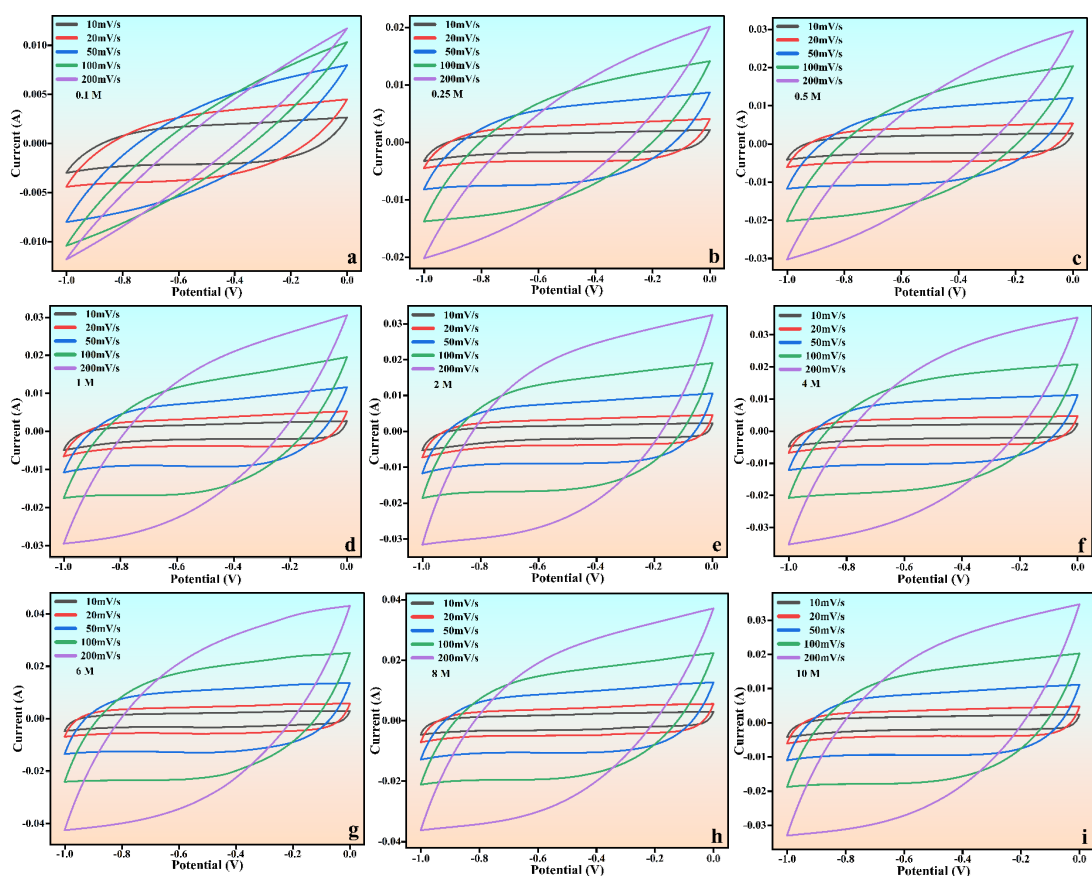 10mV/s
20mV/s
50mV/s
100mV/s
200mV/s
0.1 M
0.010
0.005
0.000
-0.005
-0.010
Current (A)
-1.0 -0.8 -0.6 -0.4 -0.2 0.0
Potential (V)
a
10mV/s
20mV/s
50mV/s
100mV/s
200mV/s
0.25 M
0.02
0.01
0.00
-0.01
-0.02
Current (A)
-1.0 -0.8 -0.6 -0.4 -0.2 0.0
Potential (V)
b
10mV/s
20mV/s
50mV/s
100mV/s
200mV/s
0.5 M
0.03
0.02
0.01
0.00
-0.01
-0.02
-0.03
Current (A)
-1.0 -0.8 -0.6 -0.4 -0.2 0.0
Potential (V)
c
10mV/s
20mV/s
50mV/s
100mV/s
200mV/s
1 M
0.03
0.02
0.01
0.00
-0.01
-0.02
-0.03
Current (A)
-1.0 -0.8 -0.6 -0.4 -0.2 0.0
Potential (V)
d
10mV/s
20mV/s
50mV/s
100mV/s
200mV/s
2 M
0.03
0.02
0.01
0.00
-0.01
-0.02
-0.03
Current (A)
-1.0 -0.8 -0.6 -0.4 -0.2 0.0
Potential (V)
e
10mV/s
20mV/s
50mV/s
100mV/s
200mV/s
4 M
0.03
0.02
0.01
0.00
-0.01
-0.02
-0.03
Current (A)
-1.0 -0.8 -0.6 -0.4 -0.2 0.0
Potential (V)
f
10mV/s
20mV/s
50mV/s
100mV/s
200mV/s
6 M
0.04
0.02
0.00
-0.02
-0.04
Current (A)
-1.0 -0.8 -0.6 -0.4 -0.2 0.0
Potential (V)
g
10mV/s
20mV/s
50mV/s
100mV/s
200mV/s
8 M
0.04
0.02
0.00
-0.02
-0.04
Current (A)
-1.0 -0.8 -0.6 -0.4 -0.2 0.0
Potential (V)
h
10mV/s
20mV/s
50mV/s
100mV/s
200mV/s
10 M
0.03
0.02
0.01
0.00
-0.01
-0.02
-0.03
Current (A)
-1.0 -0.8 -0.6 -0.4 -0.2 0.0
Potential (V)
i